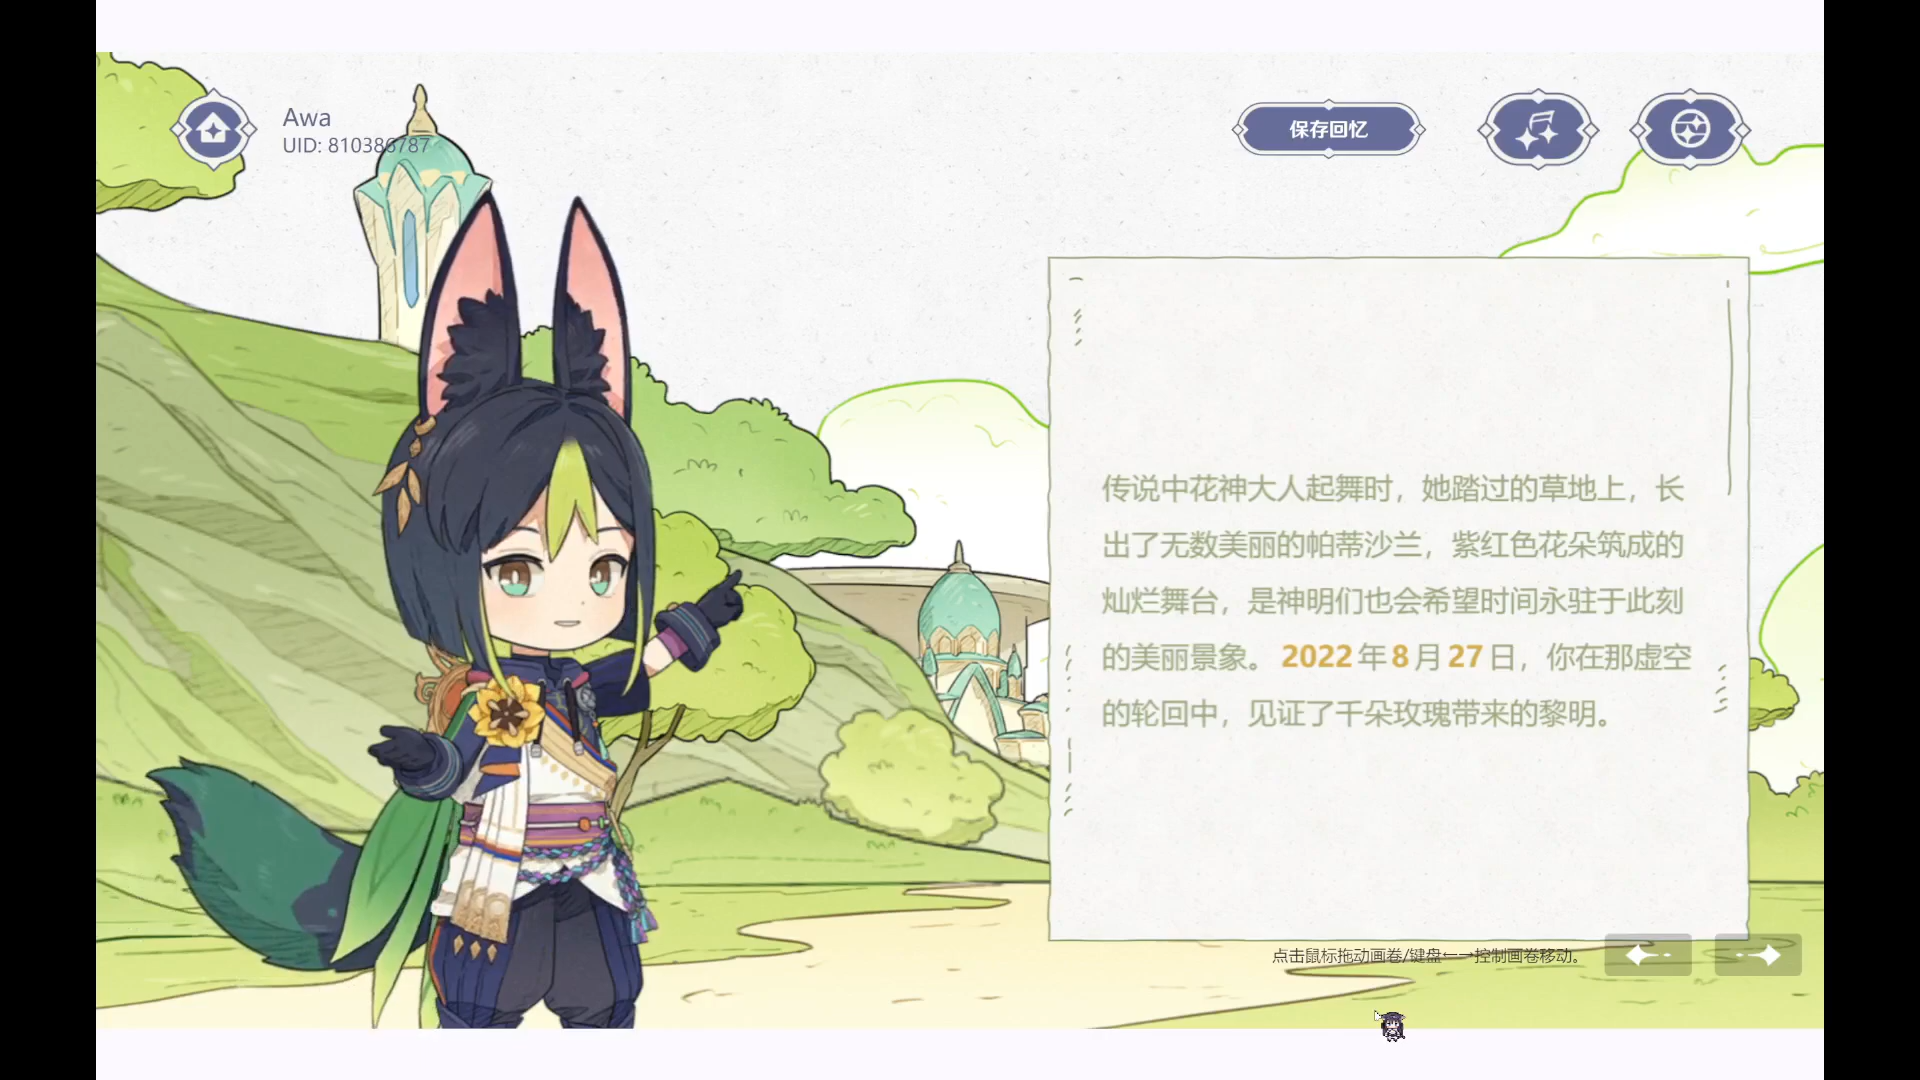 Awa
UID: 810386787
保存回忆
传说中花神大人起舞时，她踏过的草地上，长
出了无数美丽的帕蒂沙兰，紫红色花朵筑成的
灿烂舞台，是神明们也会希望时间永驻于此刻
的美丽景象。2022年8月27日，你在那虚空
的轮回中，见证了千朵玫瑰带来的黎明。
点击鼠标拖动画卷/键盘←→控制画卷移动。